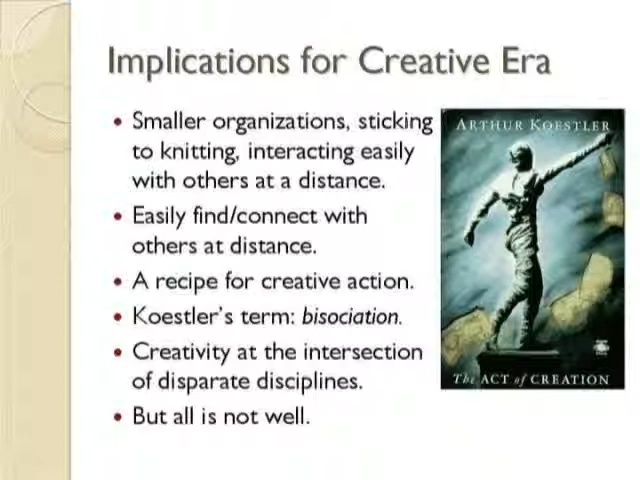 Implications for Creative Era
• Smaller organizations, sticking
to knitting, interacting easily
with others at a distance.
• Easily find/connect with
others at distance.
• A recipe for creative action.
• Koestler's term: bisociation.
• Creativity at the intersection
of disparate disciplines.
• But all is not well.
ARTHUR KOESTLER
The ACT of CREATION